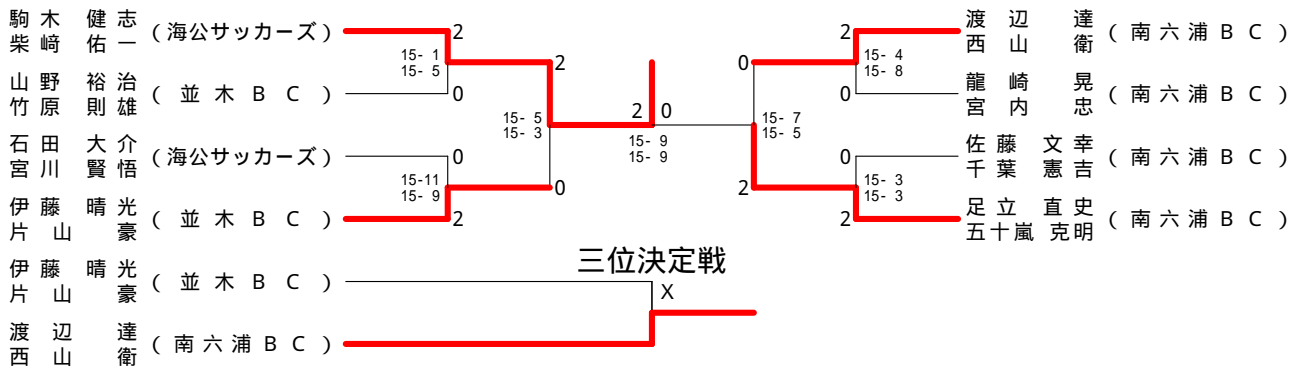 駒木 健志
柴﨑 佑一
(海公サッカーズ)
2
15- 1
15- 5
山野 裕治
竹原 則雄
(並木BC)
0
2
15- 5
15- 3
石田 大介
宮川 賢悟
(海公サッカーズ)
0
15-11
15- 9
伊藤 晴光
片山 豪
(並木BC)
2
0
2 0
15- 9
15- 9
渡辺 達
西山 衛
(南六浦BC)
2
15- 4
15- 8
龍崎 晃
宮内 忠
(南六浦BC)
0
0
15- 7
15- 5
佐藤 文幸
千葉 憲吉
(南六浦BC)
0
15- 3
15- 3
足立 直史
五十嵐 克明
(南六浦BC)
2
2
三位決定戦
伊藤 晴光
片山 豪
(並木BC)
X
渡辺 達
西山 衛
(南六浦BC)